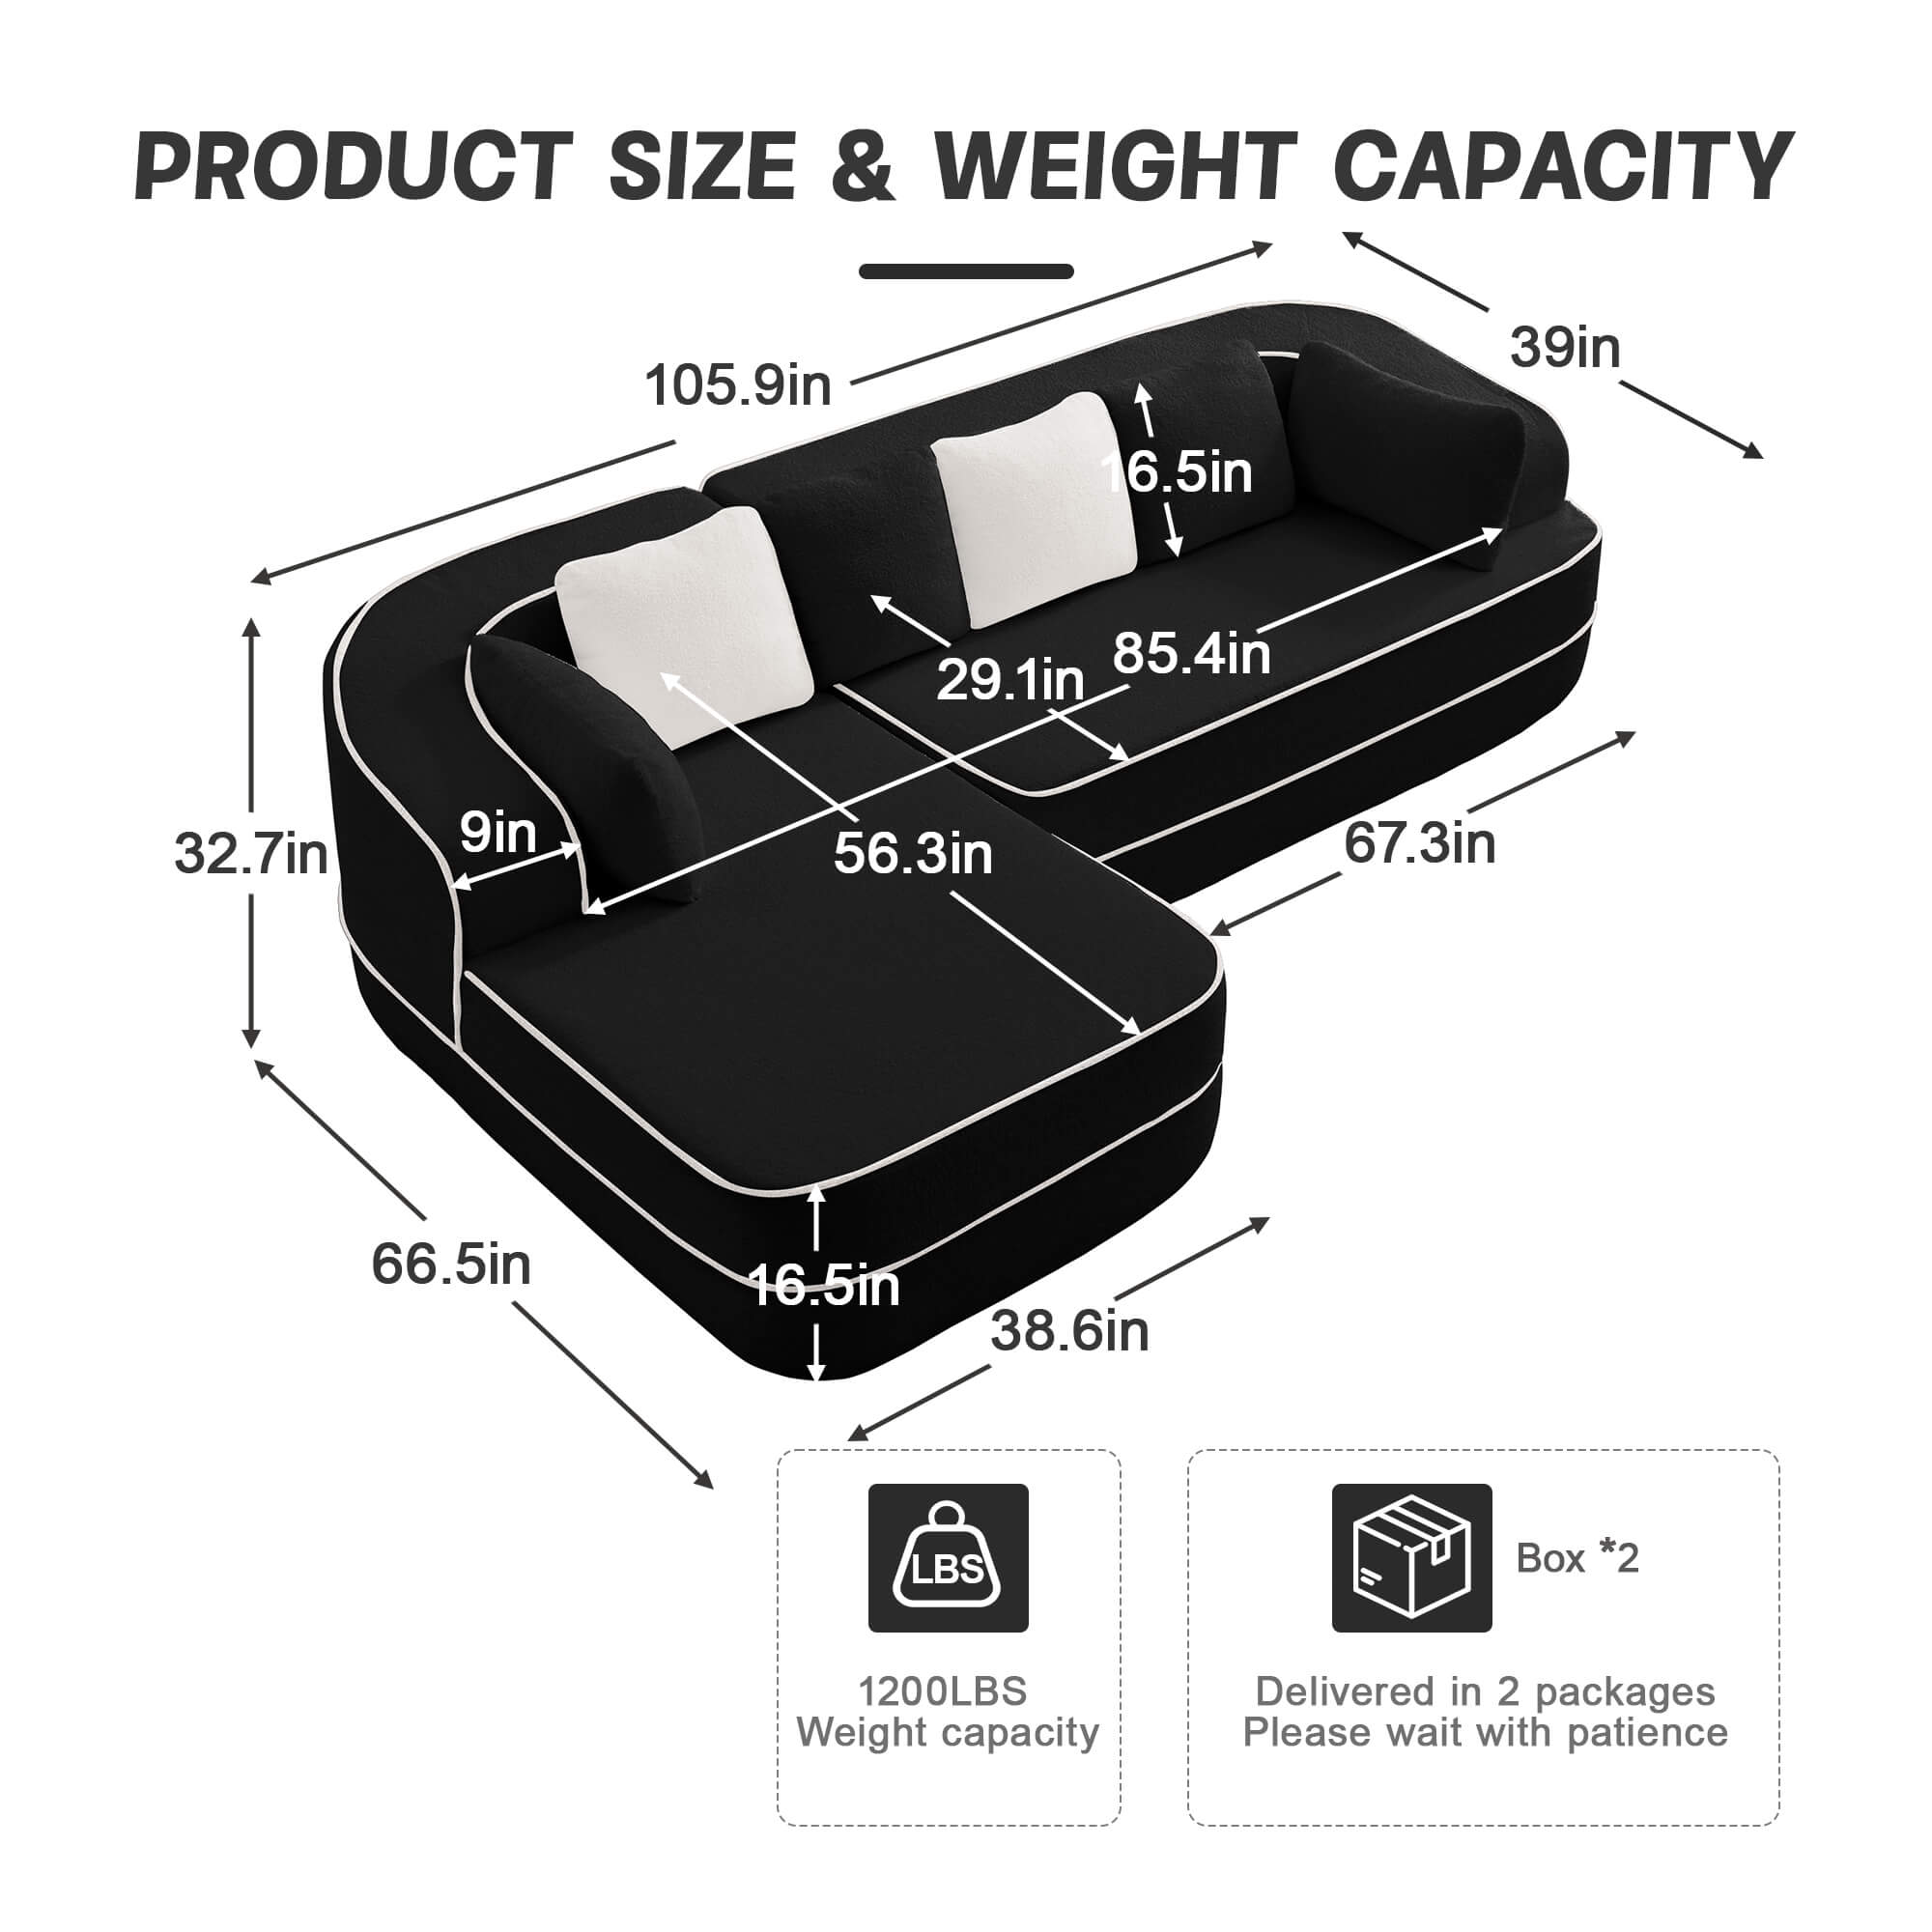 PRODUCT SIZE & WEIGHT CAPACITY
39in
105.9in
16.5in
85.4in
29.1in
9in
56.3in
67.3in
32.7in
66.5in
16.5in
38.6in
LBS
Box *2
1200LBS
Weight capacity
Delivered in 2 packages
Please wait with patience